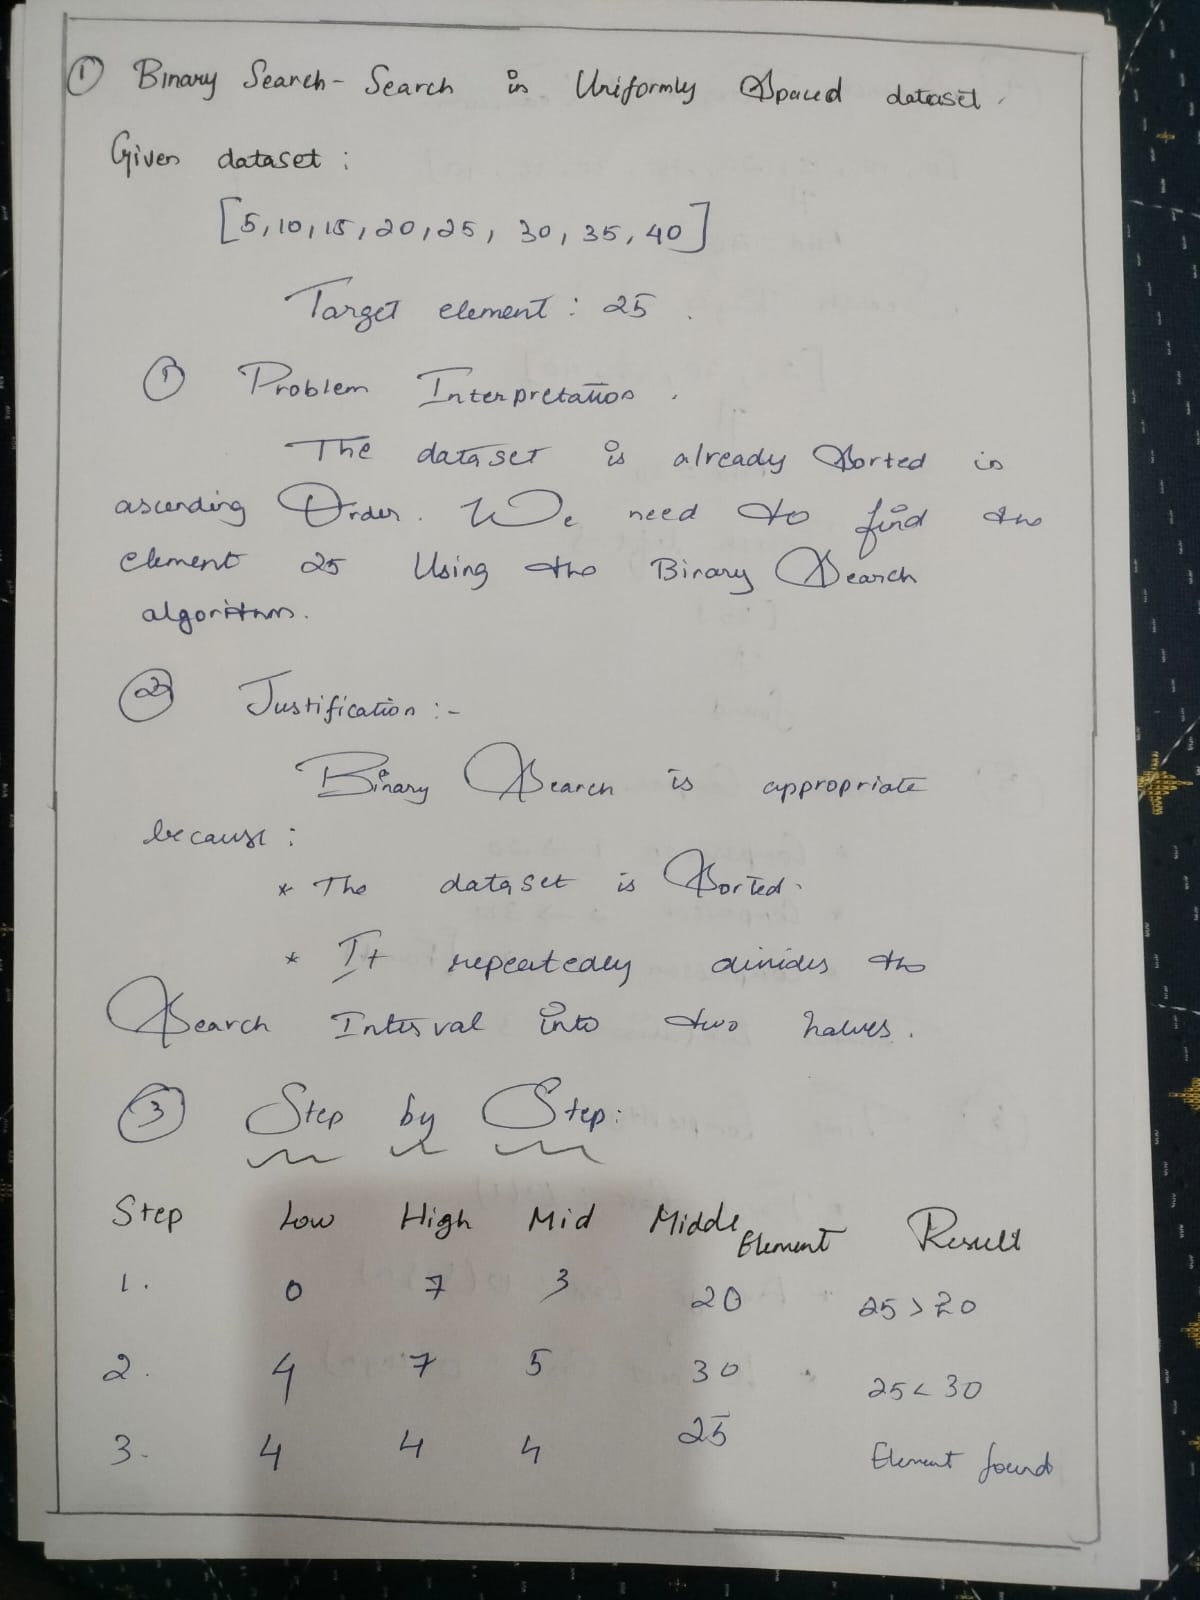 ① Binary Search - Search in Uniformly Spaced dataset.
Given dataset :
[5, 10, 15, 20, 25, 30, 35, 40]
Target element : 25.
① Problem Interpretation.
The dataset is already Sorted in
ascending Order. We need to find the
element 25 Using the Binary Search
algorithm.
② Justification :-
Binary Search is appropriate
because :
* The dataset is Sorted.
* It repeatedly divides the
Search Interval into two halves.
③ Step by Step:
Step Low High Mid Middle Element Result
1. 0 7 3 20 25 > 20
2. 4 7 5 30 25 < 30
3. 4 4 4 25 Element found